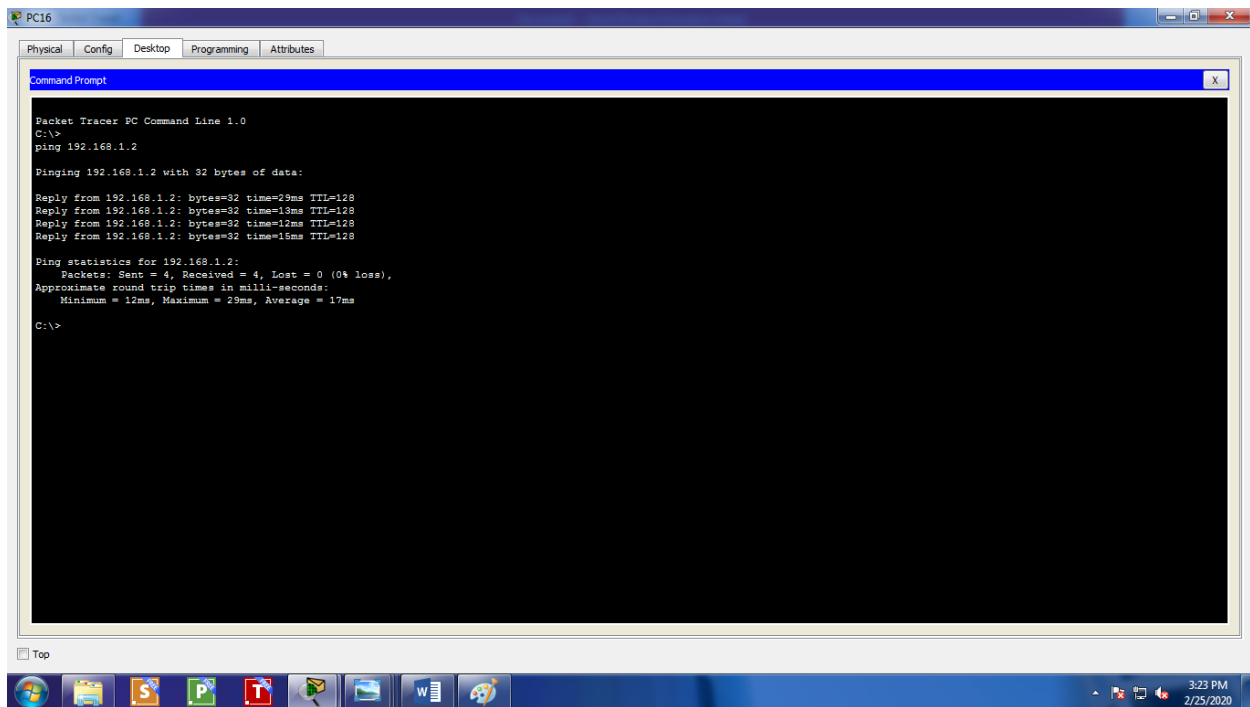 PC16
Physical Config Desktop Programming Attributes
Command Prompt
X
Packet Tracer PC Command Line 1.0
C:\>
ping 192.168.1.2
Pinging 192.168.1.2 with 32 bytes of data:
Reply from 192.168.1.2: bytes=32 time=29ms TTL=128
Reply from 192.168.1.2: bytes=32 time=13ms TTL=128
Reply from 192.168.1.2: bytes=32 time=12ms TTL=128
Reply from 192.168.1.2: bytes=32 time=15ms TTL=128
Ping statistics for 192.168.1.2:
Packets: Sent = 4, Received = 4, Lost = 0 (0% loss),
Approximate round trip times in milli-seconds:
Minimum = 12ms, Maximum = 29ms, Average = 17ms
C:\>
Top
S P T W
3:23 PM
2/25/2020